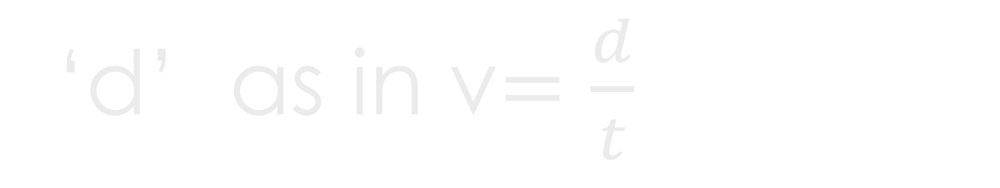 ‘d’ as in v= d/t